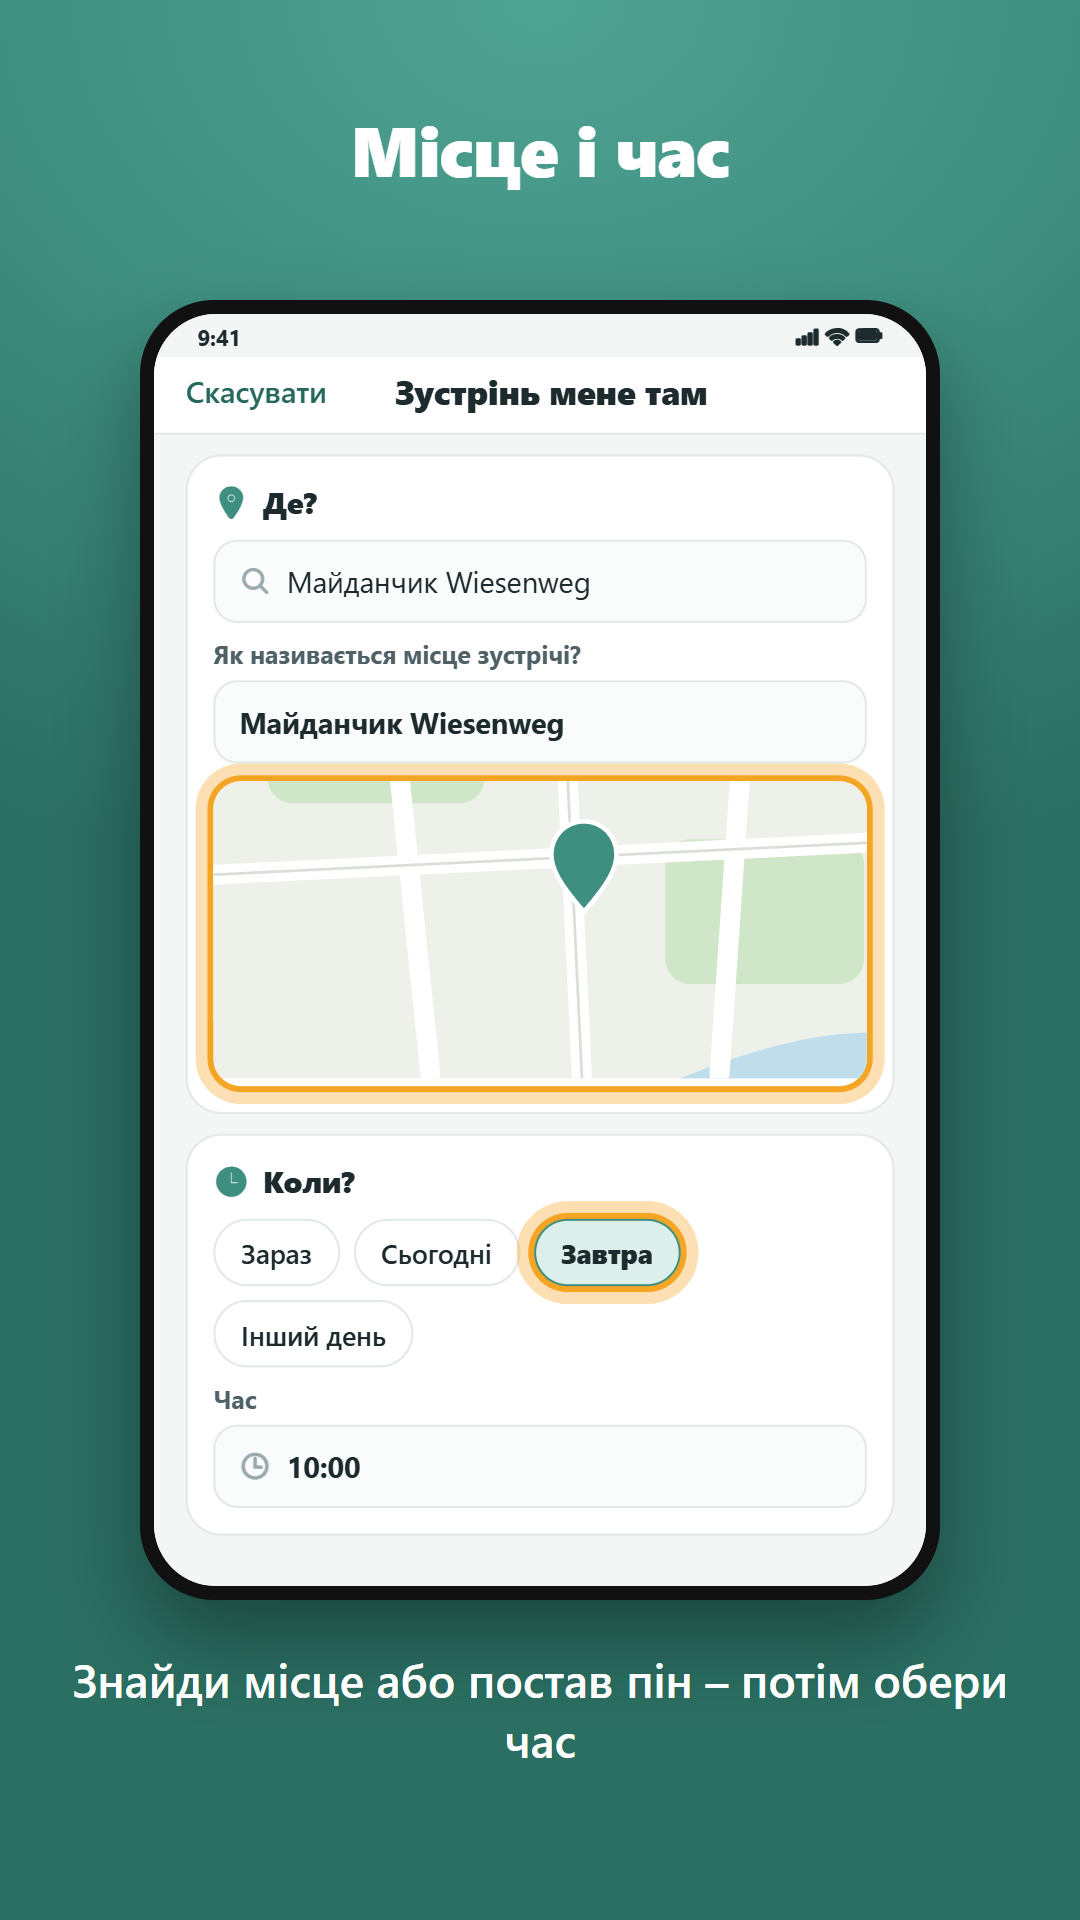 Місце і час
9:41
Скасувати
Зустрінь мене там
Де?
Майданчик Wiesenweg
Як називається місце зустрічі?
Майданчик Wiesenweg
Коли?
Зараз
Сьогодні
Завтра
Інший день
Час
10:00
Знайди місце або постав пін – потім обери
час